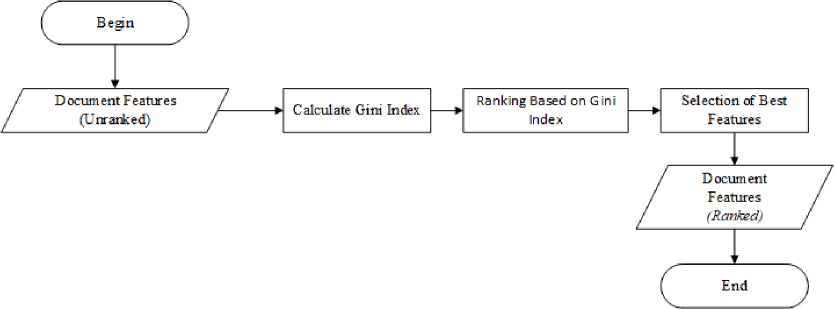 Begin
Document Features
(Unranked)
Calculate Gini Index
Ranking Based on Gini
Index
Selection of Best
Features
Document
Features
(Ranked)
End